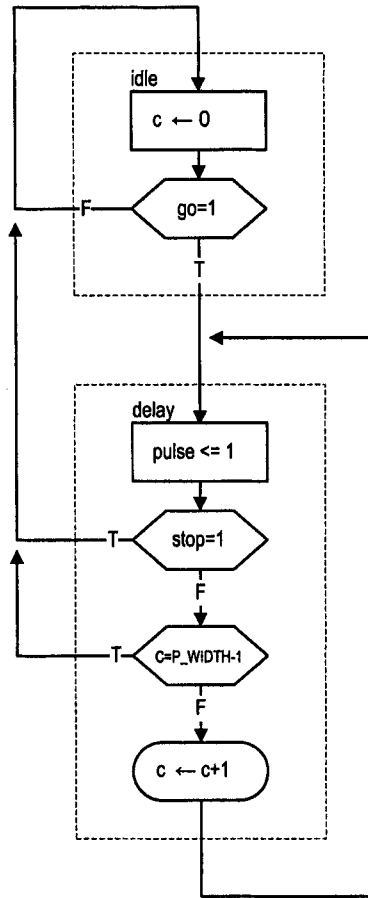 idle
c ← 0
go=1
F
T
delay
pulse <= 1
stop=1
T
F
C=P_WIDTH-1
T
F
c ← c+1